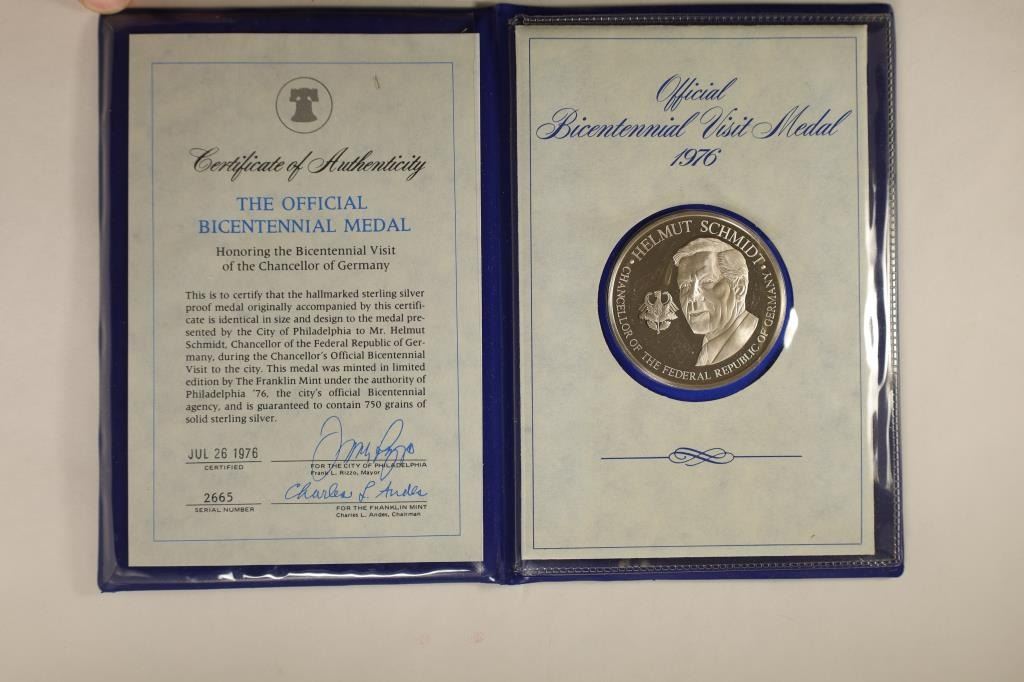 Certificate of Authenticity
THE OFFICIAL
BICENTENNIAL MEDAL
Honoring the Bicentennial Visit
of the Chancellor of Germany
This is to certify that the hallmarked sterling silver
proof medal originally accompanied by this certifi-
cate is identical in size and design to the medal pre-
sented by the City of Philadelphia to Mr. Helmut
Schmidt, Chancellor of the Federal Republic of Ger-
many, during the Chancellor's Official Bicentennial
Visit to the city. This medal was minted in limited
edition by The Franklin Mint under the authority of
Philadelphia '76, the city's official Bicentennial
agency, and is guaranteed to contain 750 grains of
solid sterling silver.
JUL 26 1976
CERTIFIED
FOR THE CITY OF PHILADELPHIA
Frank L. Rizzo, Mayor
2665
SERIAL NUMBER
Charles L. Andes
FOR THE FRANKLIN MINT
Charles L. Andes, Chairman
Official
Bicentennial Visit Medal
1976
• HELMUT SCHMIDT •
CHANCELLOR OF THE FEDERAL REPUBLIC OF GERMANY